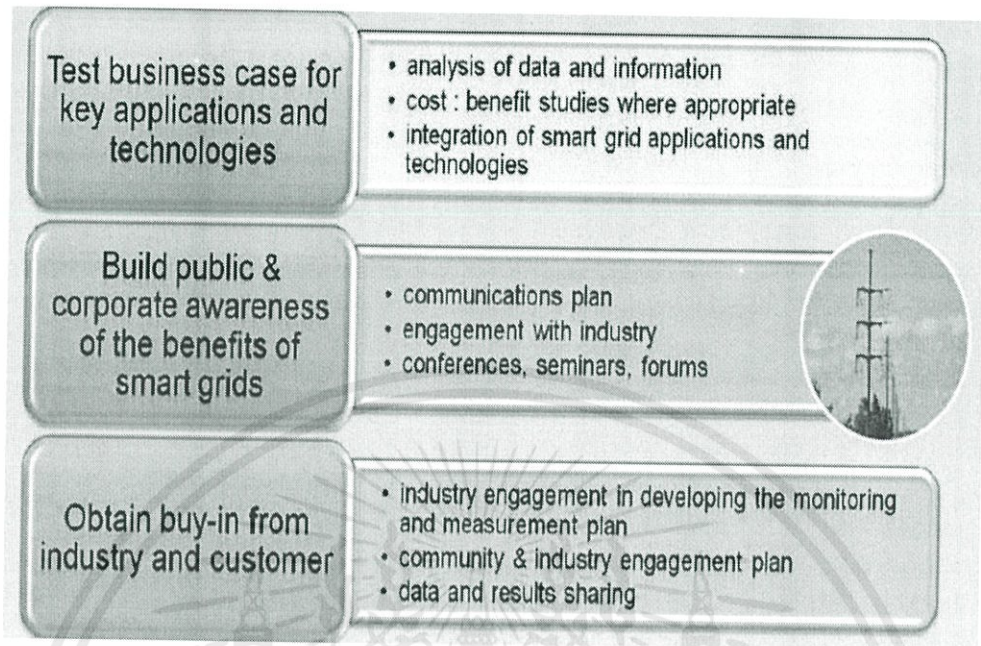 Test business case for
key applications and
technologies
• analysis of data and information
• cost : benefit studies where appropriate
• integration of smart grid applications and
technologies
Build public &
corporate awareness
of the benefits of
smart grids
• communications plan
• engagement with industry
• conferences, seminars, forums
Obtain buy-in from
industry and customer
• industry engagement in developing the monitoring
and measurement plan
• community & industry engagement plan
• data and results sharing